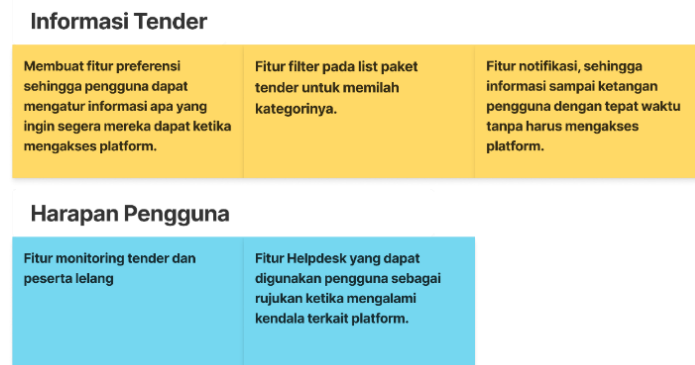 Informasi Tender
Membuat fitur preferensi
sehingga pengguna dapat
mengatur informasi apa yang
ingin segera mereka dapat ketika
mengakses platform.
Fitur filter pada list paket
tender untuk memilah
kategorinya.
Fitur notifikasi, sehingga
informasi sampai ketangan
pengguna dengan tepat waktu
tanpa harus mengakses
platform.
Harapan Pengguna
Fitur monitoring tender dan
peserta lelang
Fitur Helpdesk yang dapat
digunakan pengguna sebagai
rujukan ketika mengalami
kendala terkait platform.